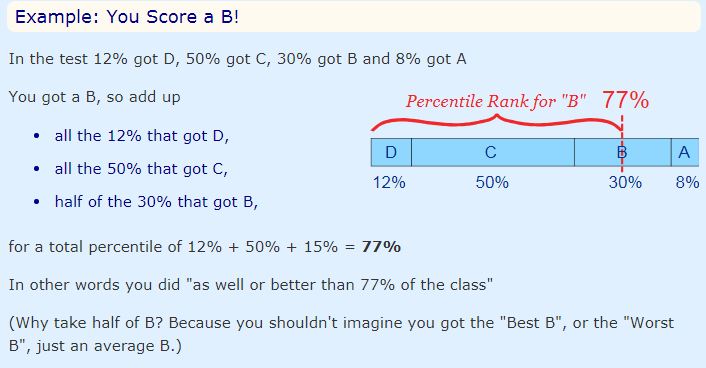 Example: You Score a B!
In the test 12% got D, 50% got C, 30% got B and 8% got A
You got a B, so add up
• all the 12% that got D,
• all the 50% that got C,
• half of the 30% that got B,
Percentile Rank for "B" 77%
D C B A
12% 50% 30% 8%
for a total percentile of 12% + 50% + 15% = 77%
In other words you did "as well or better than 77% of the class"
(Why take half of B? Because you shouldn't imagine you got the "Best B", or the "Worst
B", just an average B.)